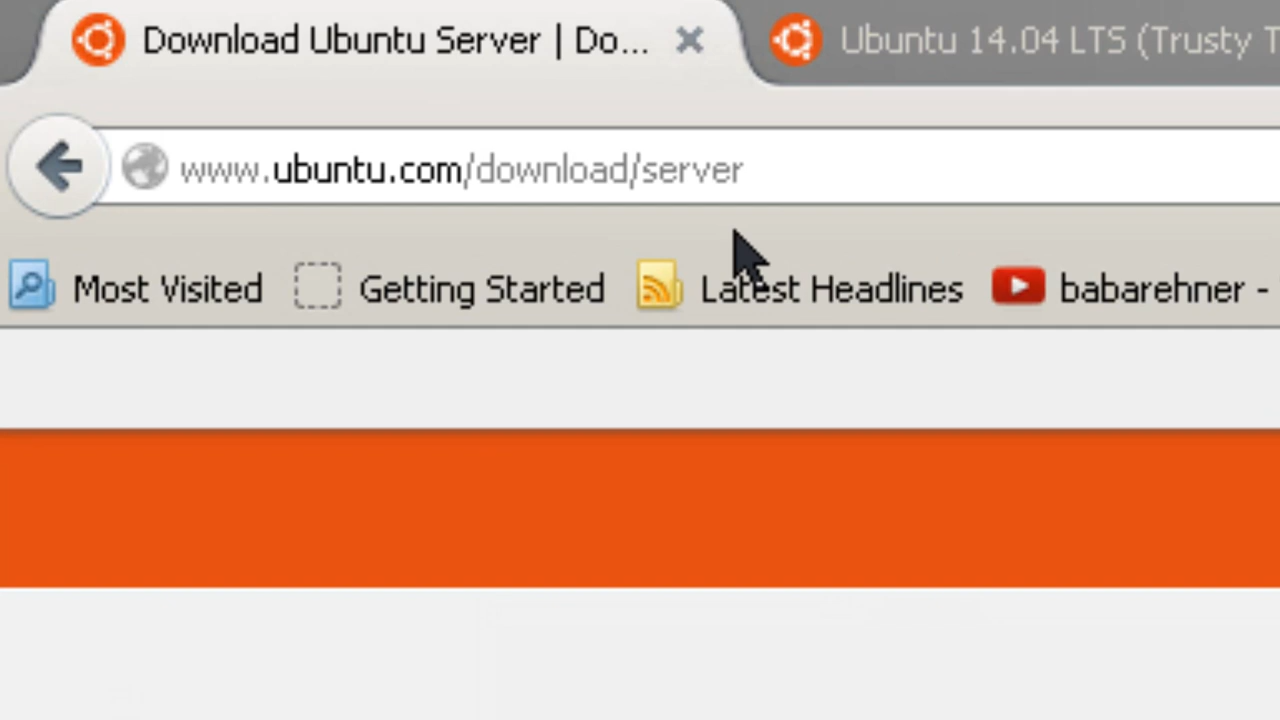 Download Ubuntu Server | Do...
Ubuntu 14.04 LTS (Trusty T
www.ubuntu.com/download/server
Most Visited
Getting Started
Latest Headlines
babarehner -